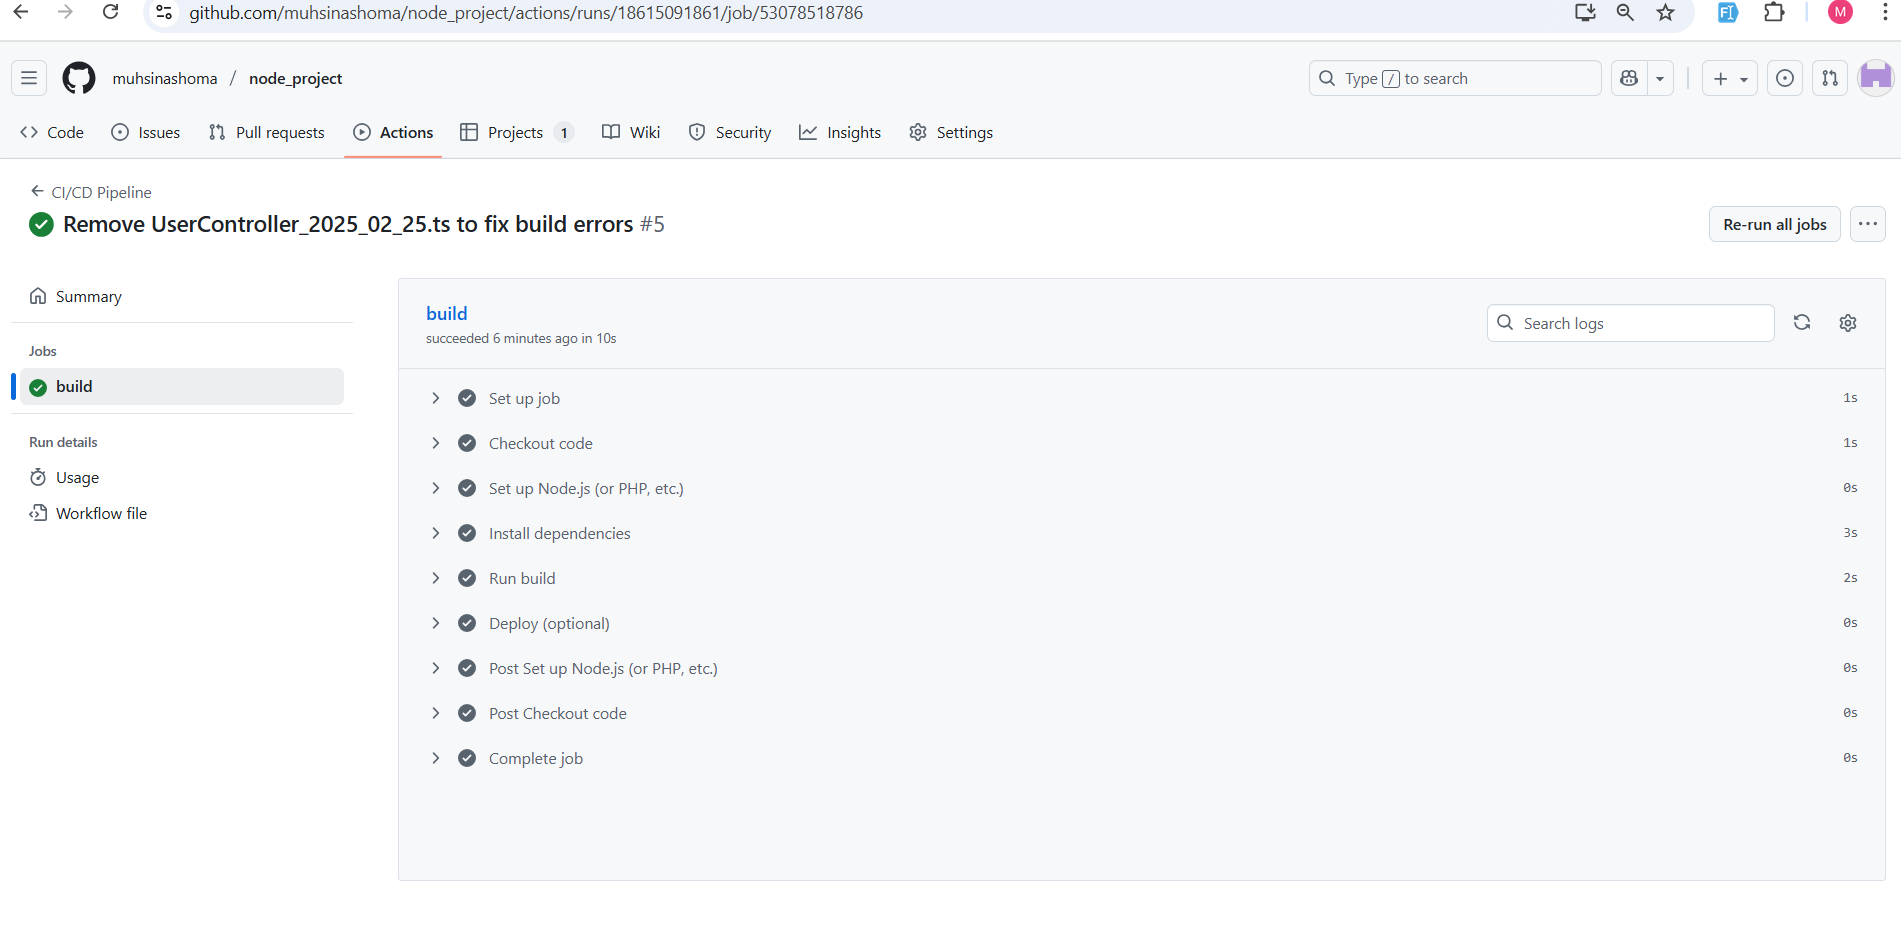 github.com/muhsinashoma/node_project/actions/runs/18615091861/job/53078518786
FI
M
muhsinashoma / node_project
Type / to search
Code
Issues
Pull requests
Actions
Projects 1
Wiki
Security
Insights
Settings
CI/CD Pipeline
Remove UserController_2025_02_25.ts to fix build errors #5
Re-run all jobs
Summary
Jobs
build
Run details
Usage
Workflow file
build
succeeded 6 minutes ago in 10s
Search logs
Set up job 1s
Checkout code 1s
Set up Node.js (or PHP, etc.) 0s
Install dependencies 3s
Run build 2s
Deploy (optional) 0s
Post Set up Node.js (or PHP, etc.) 0s
Post Checkout code 0s
Complete job 0s